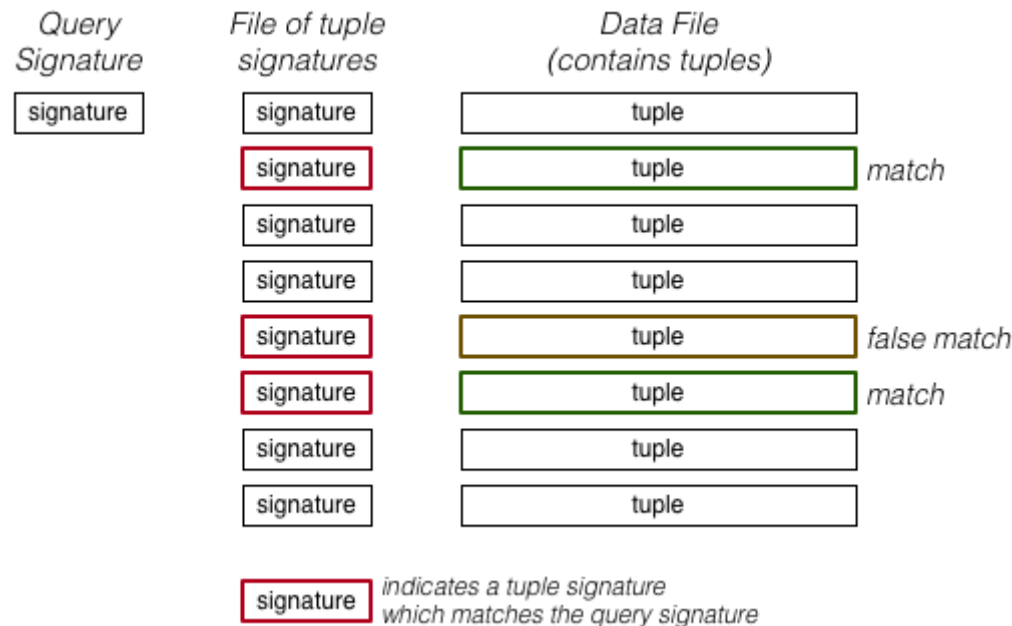 Query
Signature
File of tuple
signatures
Data File
(contains tuples)
signature
signature
tuple
signature
tuple
match
signature
tuple
signature
tuple
signature
tuple
false match
signature
tuple
match
signature
tuple
signature
tuple
signature
indicates a tuple signature
which matches the query signature